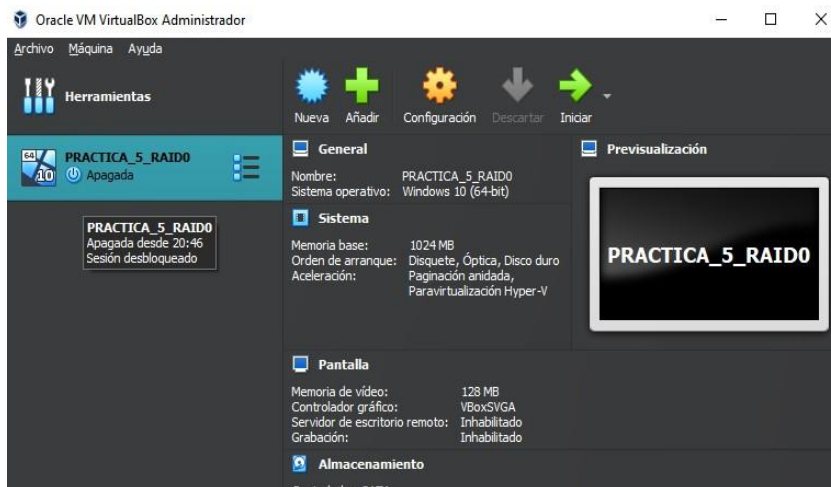 Oracle VM VirtualBox Administrador
Archivo Máquina Ayuda
Herramientas
Nueva Añadir Configuración Descartar Iniciar
64
10
PRACTICA_5_RAID0
Apagada
PRACTICA_5_RAID0
Apagada desde 20:46
Sesión desbloqueado
General
Nombre: PRACTICA_5_RAID0
Sistema operativo: Windows 10 (64-bit)
Sistema
Memoria base: 1024 MB
Orden de arranque: Disquete, Óptica, Disco duro
Aceleración: Paginación anidada,
Paravirtualización Hyper-V
Previsualización
PRACTICA_5_RAID0
Pantalla
Memoria de vídeo: 128 MB
Controlador gráfico: VBoxSVGA
Servidor de escritorio remoto: Inhabilitado
Grabación: Inhabilitado
Almacenamiento